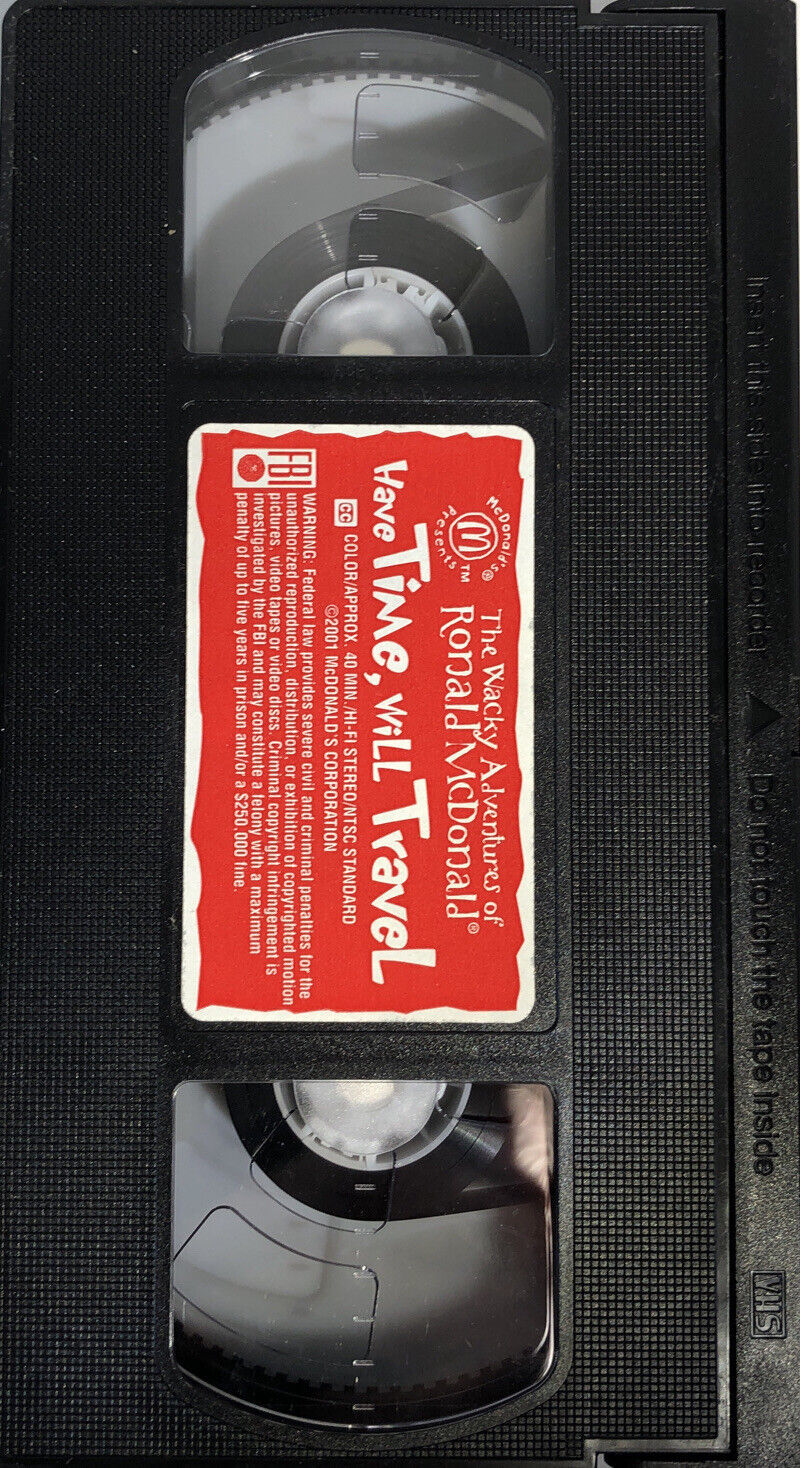 McDonald's®
M
Presents™
The Wacky Adventures of
Ronald McDonald®
Have Time, Will Travel
CC COLOR/APPROX. 40 MIN./HI-FI STEREO/NTSC STANDARD
©2001 McDONALD'S CORPORATION
FBI
WARNING: Federal law provides severe civil and criminal penalties for the
unauthorized reproduction, distribution, or exhibition of copyrighted motion
pictures, video tapes or video discs. Criminal copyright infringement is
investigated by the FBI and may constitute a felony with a maximum
penalty of up to five years in prison and/or a $250,000 fine.
Insert this side into recorder ▲ Do not touch the tape inside
VHS